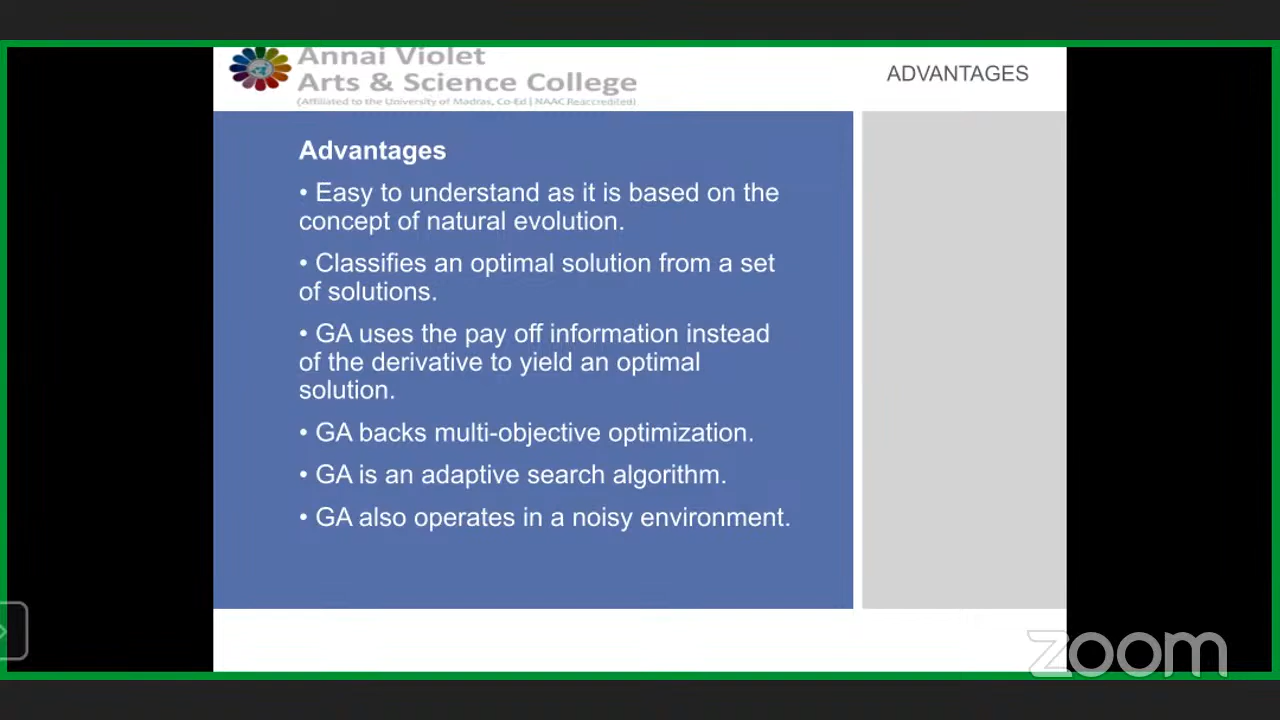 Annai Violet
Arts & Science College
(Affiliated to the University of Madras, Co-Ed | NAAC Reaccredited)
ADVANTAGES
Advantages
• Easy to understand as it is based on the
concept of natural evolution.
• Classifies an optimal solution from a set
of solutions.
• GA uses the pay off information instead
of the derivative to yield an optimal
solution.
• GA backs multi-objective optimization.
• GA is an adaptive search algorithm.
• GA also operates in a noisy environment.
zoom